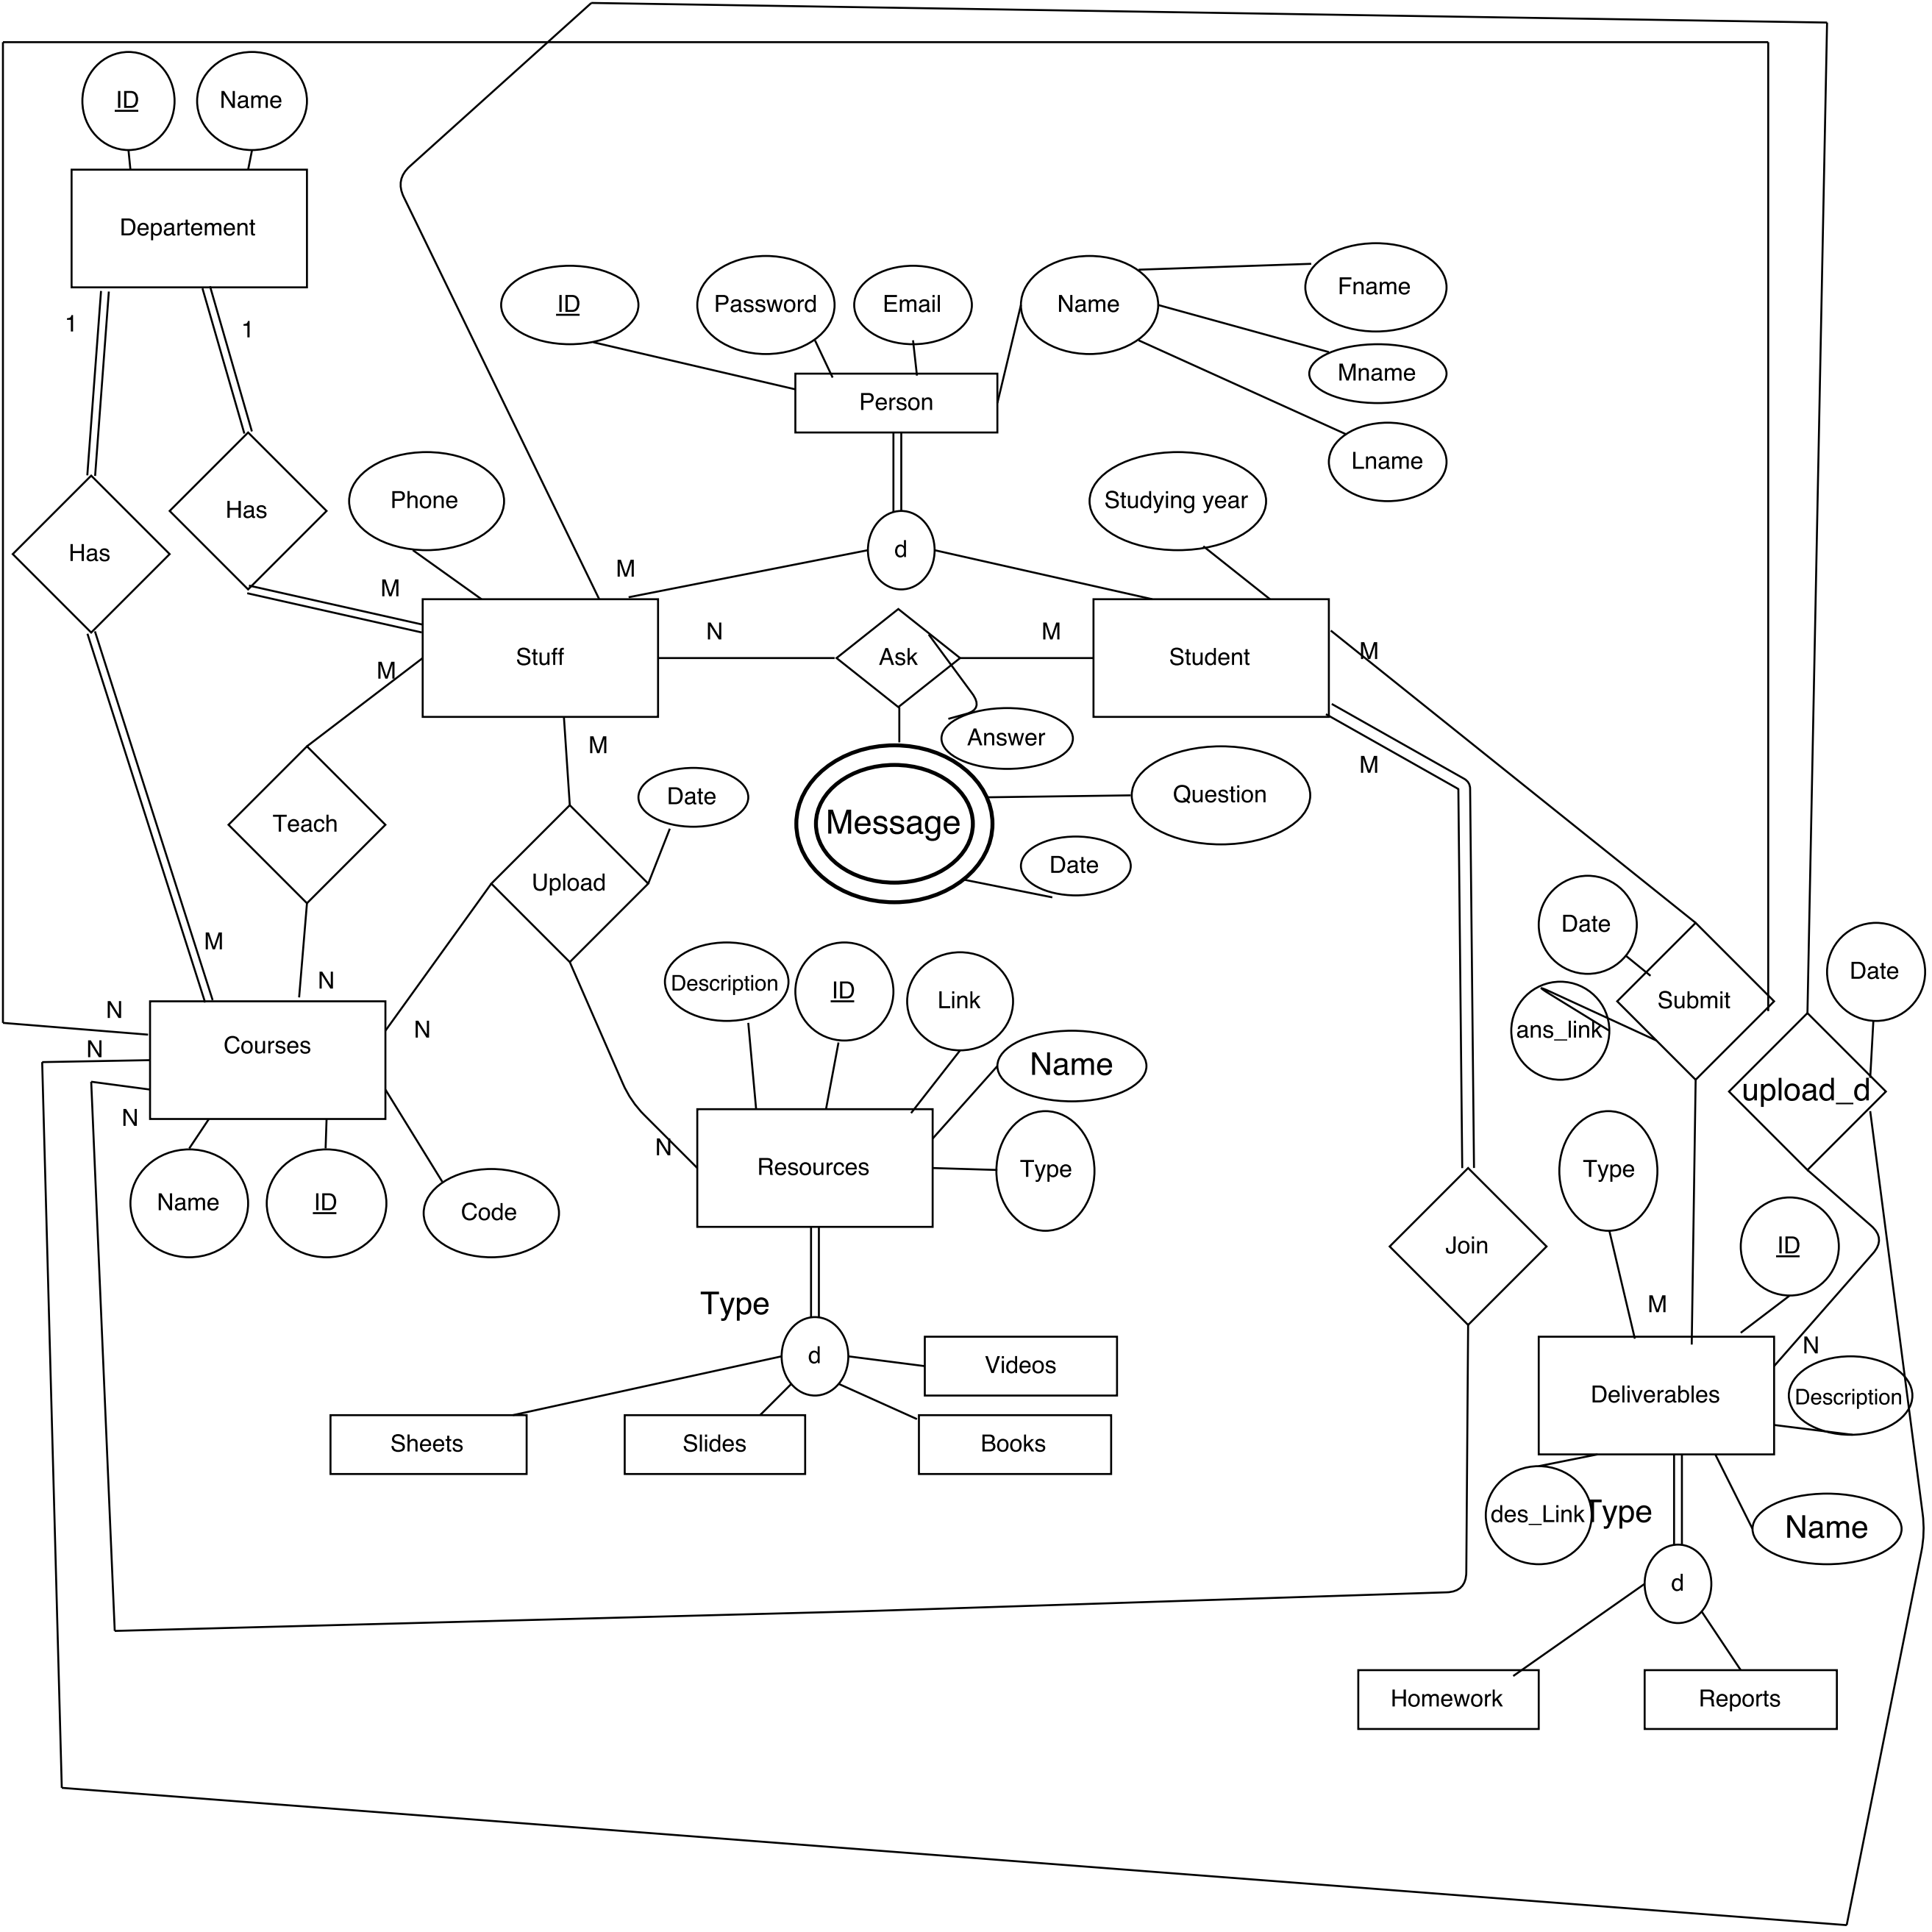 ID
Name
Departement
1
1
ID
Password
Email
Name
Fname
Mname
Lname
Person
Has
Has
Phone
Studying year
d
M
M
Stuff
N
Ask
M
Student
M
M
M
M
Answer
Message
Question
Date
Teach
Date
Upload
M
N
Description
ID
Link
Name
Type
Date
ans_link
Submit
Date
upload_d
N
N
N
Courses
N
Name
ID
Code
N
Resources
Join
Type
ID
M
N
Type
d
Videos
Sheets
Slides
Books
Deliverables
Description
des_Link
Type
Name
d
Homework
Reports